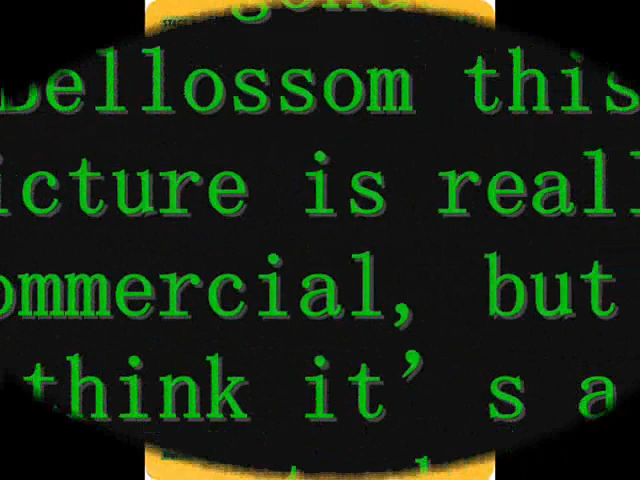 Bellossom this
icture is reall
ommercial, but
think it’s a